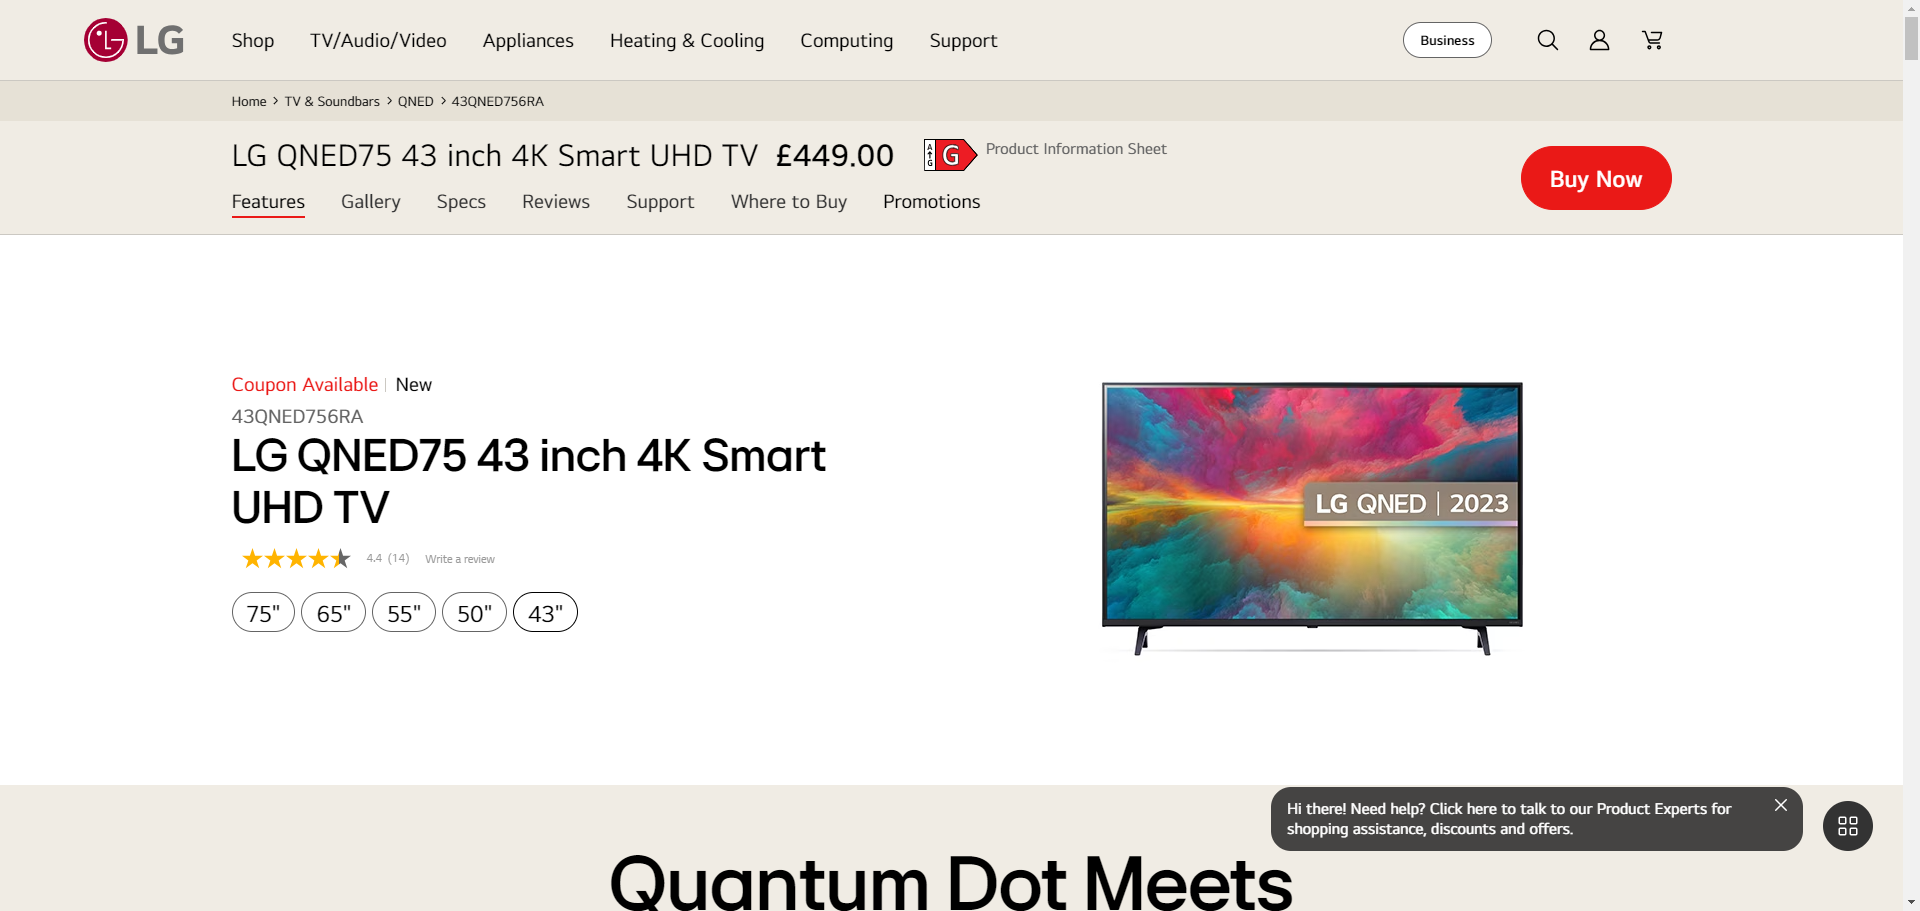 LG
Shop
TV/Audio/Video
Appliances
Heating & Cooling
Computing
Support
Business
Home > TV & Soundbars > QNED > 43QNED756RA
LG QNED75 43 inch 4K Smart UHD TV £449.00
A
G
G
Product Information Sheet
Features
Gallery
Specs
Reviews
Support
Where to Buy
Promotions
Buy Now
Coupon Available | New
43QNED756RA
LG QNED75 43 inch 4K Smart
UHD TV
4.4 (14) Write a review
75" 65" 55" 50" 43"
LG QNED | 2023
Hi there! Need help? Click here to talk to our Product Experts for
shopping assistance, discounts and offers.
Quantum Dot Meets